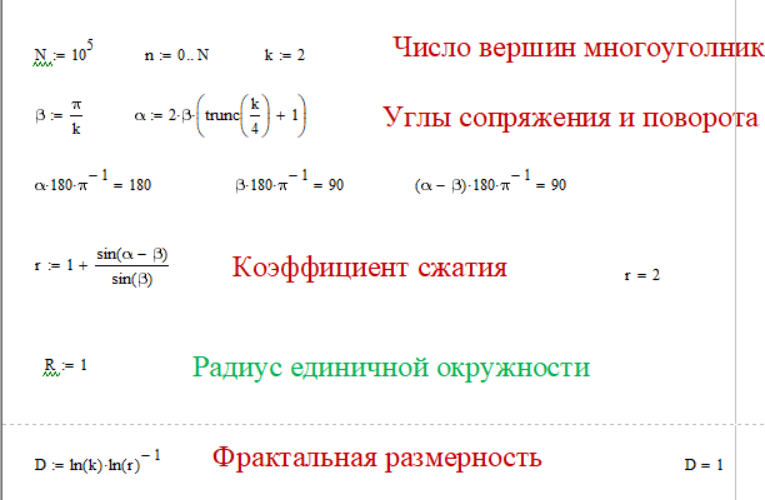 N := 10^5 n := 0.. N k := 2 Число вершин многоугольник
β := π/k α := 2·β·(trunc(k/4) + 1) Углы сопряжения и поворота
α·180·π^−1 = 180 β·180·π^−1 = 90 (α − β)·180·π^−1 = 90
r := 1 + sin(α − β)/sin(β) Коэффициент сжатия r = 2
R := 1 Радиус единичной окружности
D := ln(k)·ln(r)^−1 Фрактальная размерность D = 1